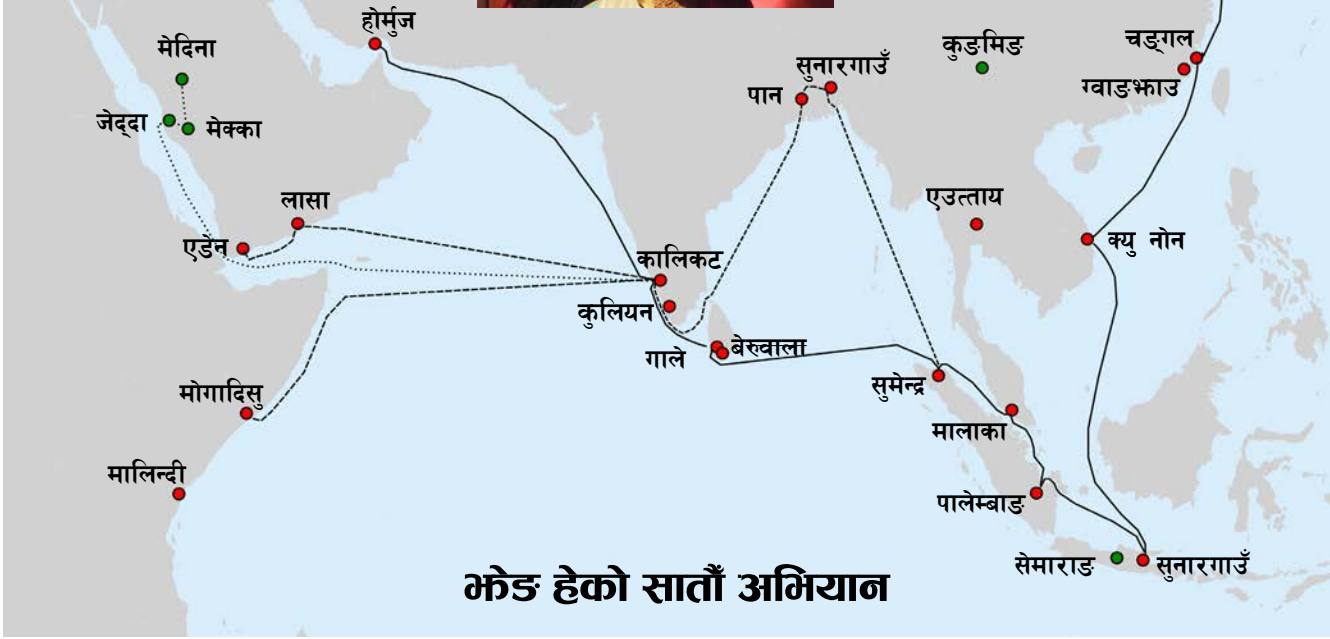 होर्मुज
मेदिना
जेद्दा
मेक्का
लासा
एडेन
मोगादिसु
मालिन्दी
कालिकट
कुलियन
गाले
बेरुवाला
पान
सुनारगाउँ
कुङमिङ
चङ्गल
ग्वाङझाउ
एउत्ताय
क्यु नोन
सुमेन्द्र
मालाका
पालेम्बाङ
सेमाराङ
सुनारगाउँ
झेङ हेको सातौँ अभियान